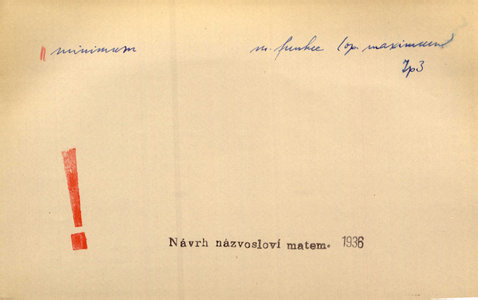 minimum m. funkce (op. maximum)
Zp3
!
Návrh názvosloví matem. 1936